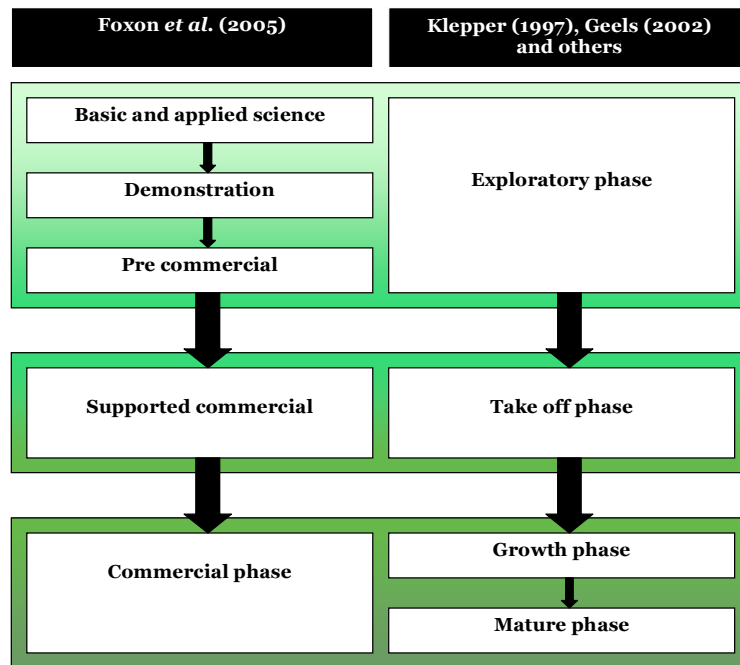 Foxon et al. (2005)
Klepper (1997), Geels (2002)
and others
Basic and applied science
Demonstration
Pre commercial
Exploratory phase
Supported commercial
Take off phase
Commercial phase
Growth phase
Mature phase